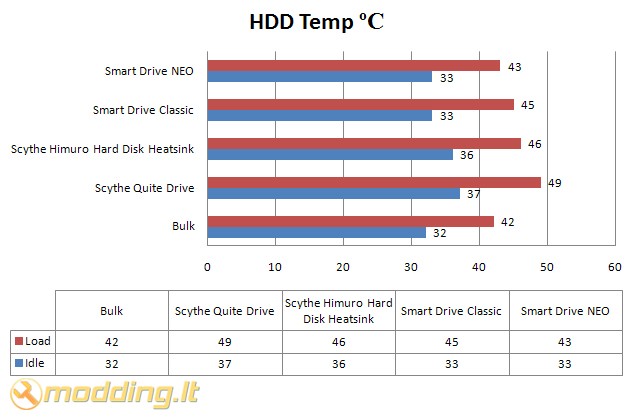 HDD Temp ºC
Smart Drive NEO 43
33
Smart Drive Classic 45
33
Scythe Himuro Hard Disk Heatsink 46
36
Scythe Quite Drive 49
37
Bulk 42
32
0 10 20 30 40 50 60
Bulk Scythe Quite Drive Scythe Himuro Hard Disk Heatsink Smart Drive Classic Smart Drive NEO
Load 42 49 46 45 43
Idle 32 37 36 33 33
modding.lt